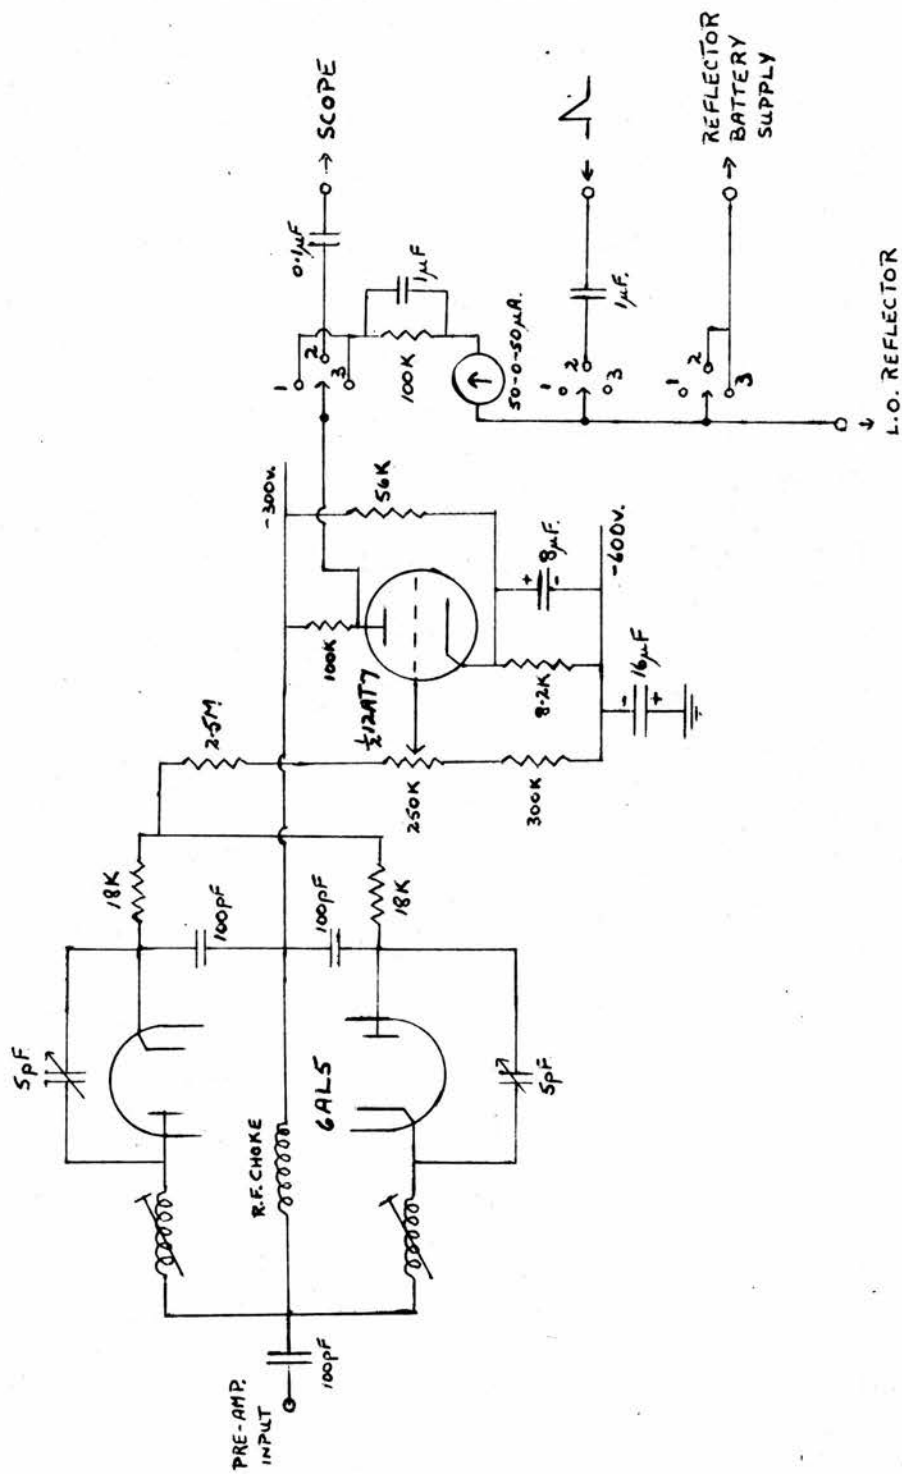 PRE-AMP.
INPUT
100pF
5pF
R.F. CHOKE
6AL5
5pF
18K
100pF
100pF
18K
2.5M
250K
300K
-300v.
100K
½12AT7
8.2K
56K
8µF.
+
-
-600v.
16µF
-
+
1
2
3
0.1µF
→ SCOPE
1µF
100K
50-0-50µA.
1
2
3
1µF.
1
2
3
→ REFLECTOR
BATTERY
SUPPLY
L.O. REFLECTOR